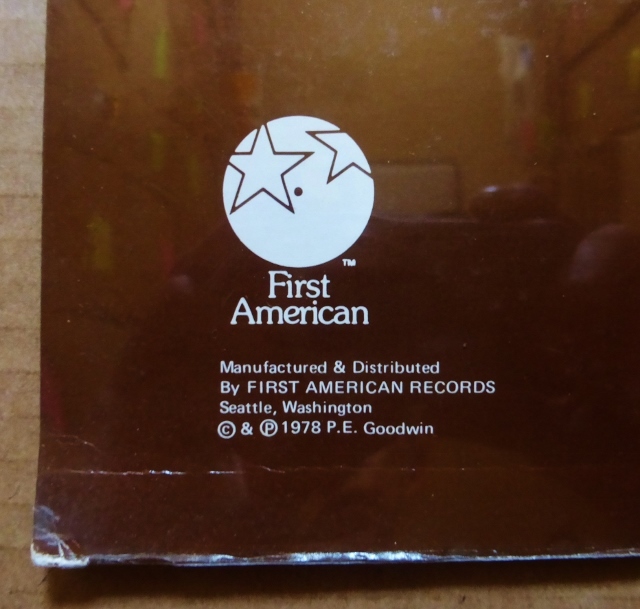 TM
First
American
Manufactured & Distributed
By FIRST AMERICAN RECORDS
Seattle, Washington
© & ℗ 1978 P.E. Goodwin